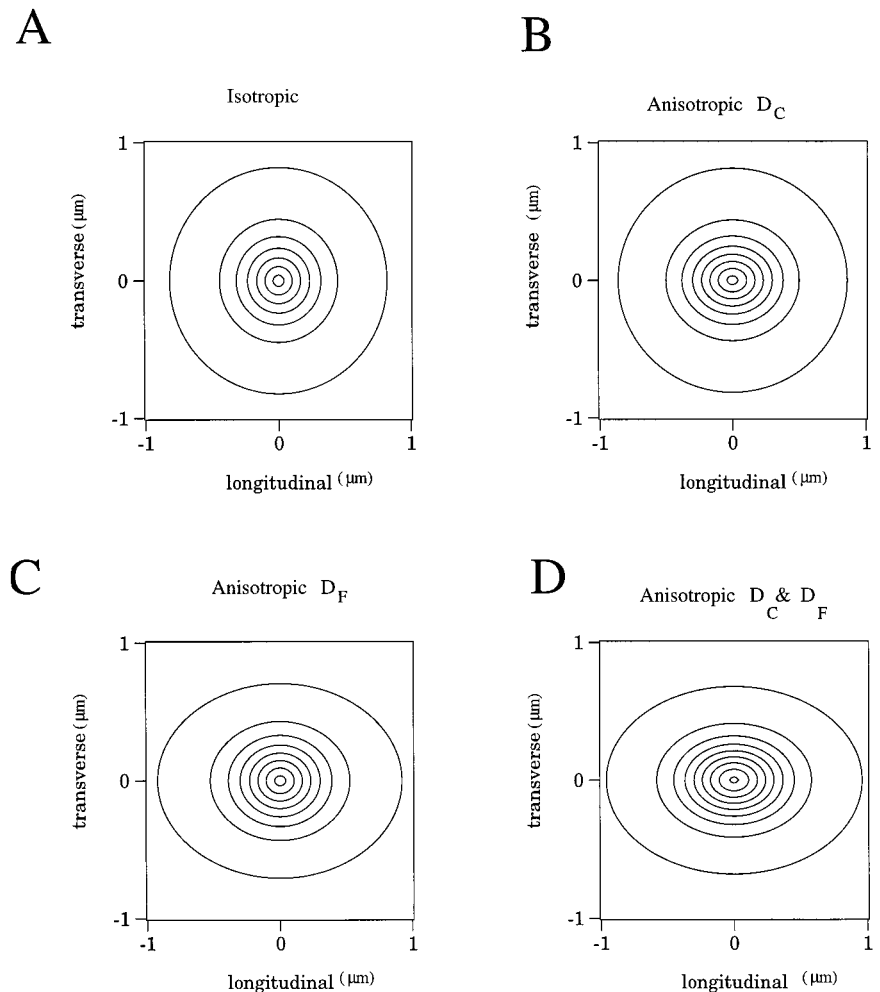 A
Isotropic
1
0
-1
transverse (μm)
-1 0 1
longitudinal (μm)
B
Anisotropic D_C
1
0
-1
transverse (μm)
-1 0 1
longitudinal (μm)
C
Anisotropic D_F
1
0
-1
transverse (μm)
-1 0 1
longitudinal (μm)
D
Anisotropic D_C & D_F
1
0
-1
transverse (μm)
-1 0 1
longitudinal (μm)